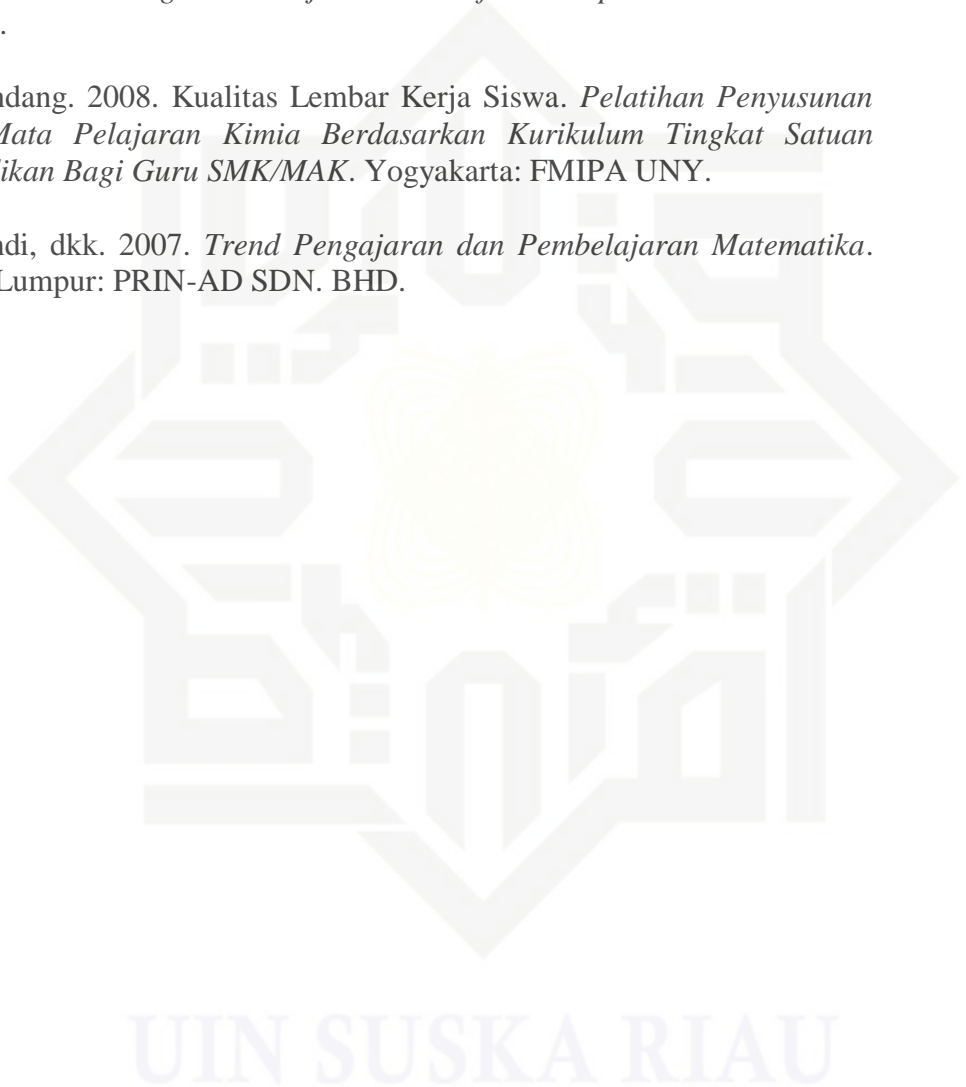 .
ndang. 2008. Kualitas Lembar Kerja Siswa. Pelatihan Penyusunan
Mata Pelajaran Kimia Berdasarkan Kurikulum Tingkat Satuan
ikan Bagi Guru SMK/MAK. Yogyakarta: FMIPA UNY.
ndi, dkk. 2007. Trend Pengajaran dan Pembelajaran Matematika.
Lumpur: PRIN-AD SDN. BHD.
UIN SUSKA RIAU